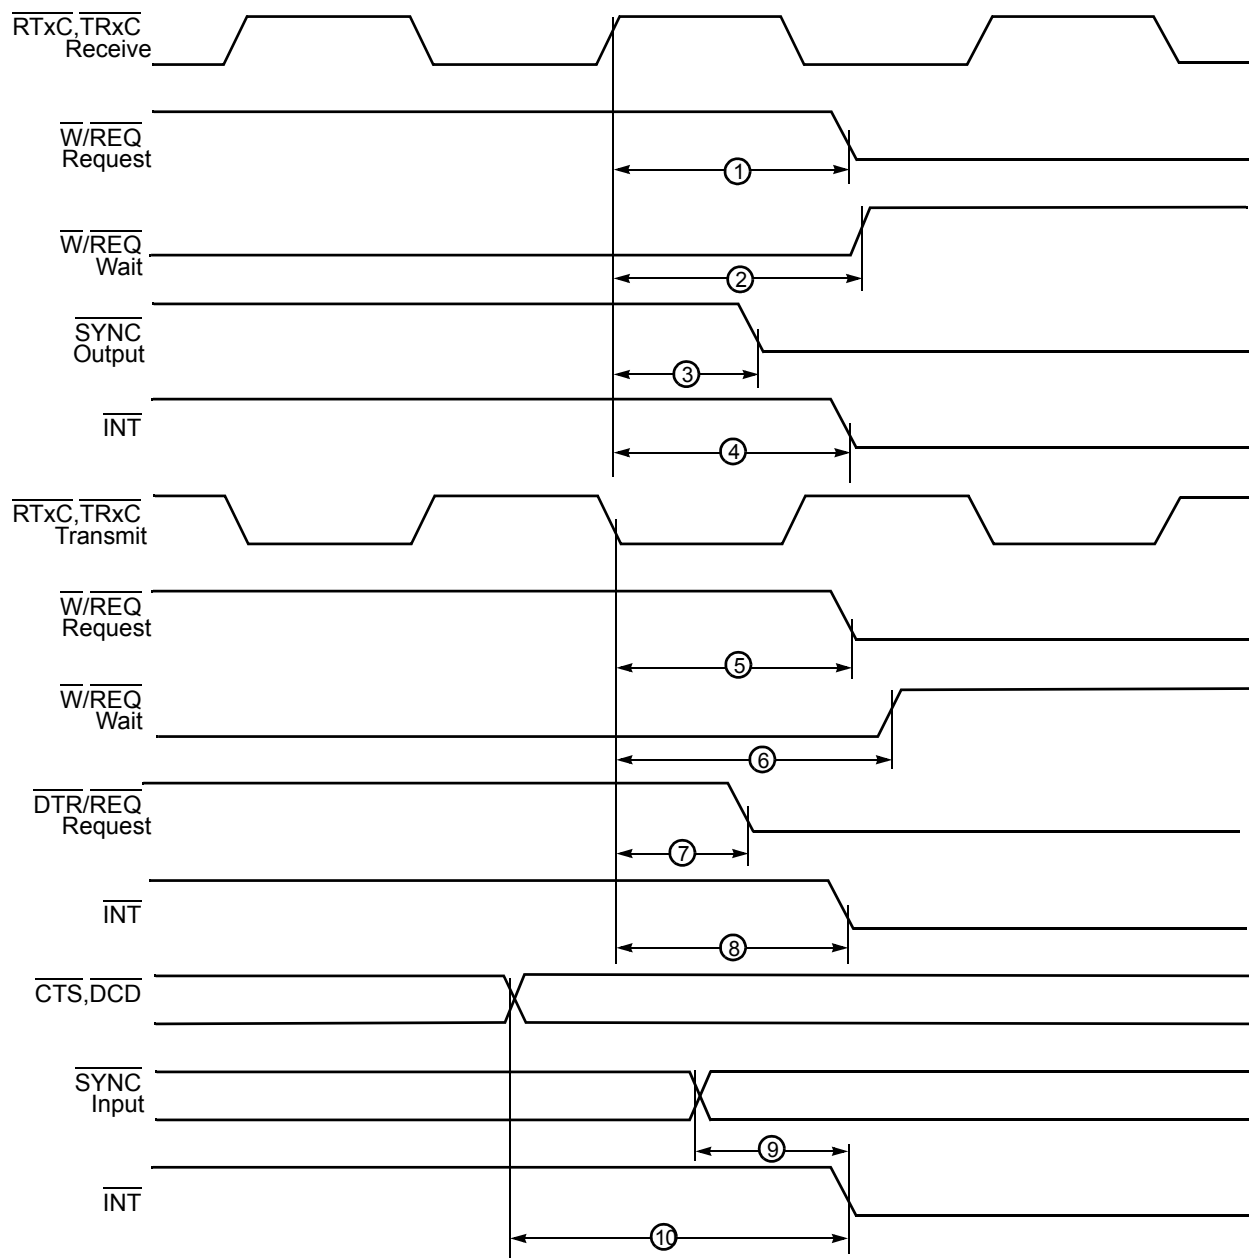 RTxC,TRxC
Receive
W/REQ
Request
1
W/REQ
Wait
2
SYNC
Output
3
INT
4
RTxC,TRxC
Transmit
W/REQ
Request
5
W/REQ
Wait
6
DTR/REQ
Request
7
INT
8
CTS,DCD
SYNC
Input
9
INT
10